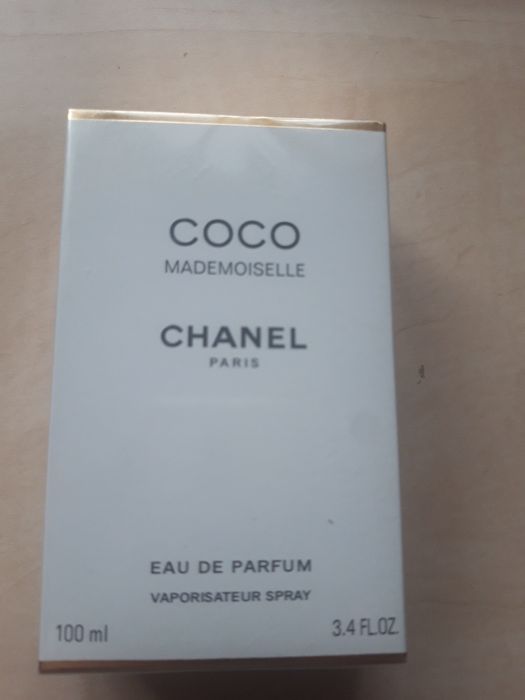 COCO
MADEMOISELLE
CHANEL
PARIS
EAU DE PARFUM
VAPORISATEUR SPRAY
100 ml 3.4 FL.OZ.